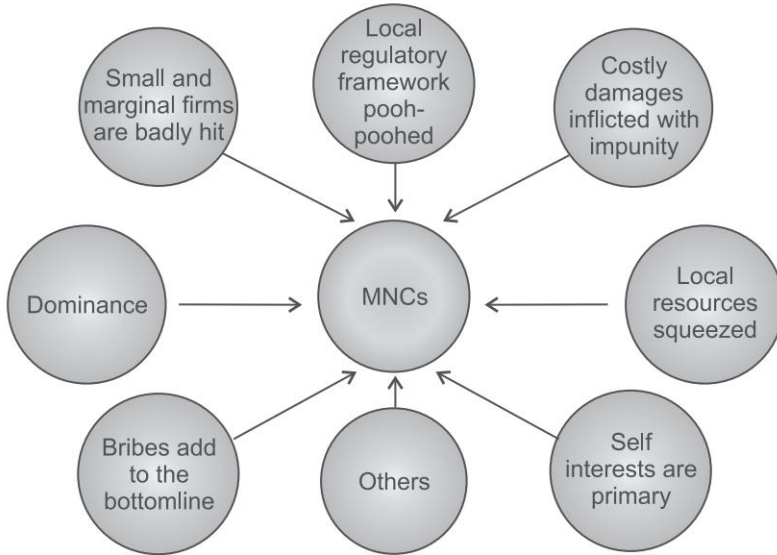 Small and
marginal firms
are badly hit
Local
regulatory
framework
pooh-
poohed
Costly
damages
inflicted with
impunity
Dominance
MNCs
Local
resources
squeezed
Bribes add
to the
bottomline
Others
Self
interests are
primary